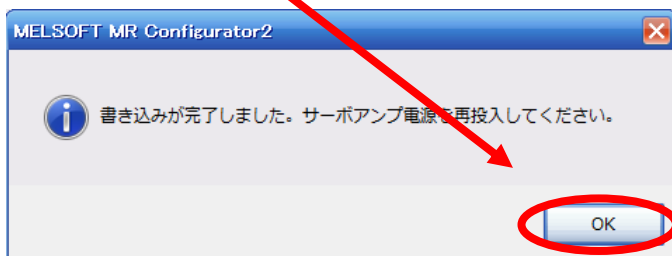 MELSOFT MR Configurator2
書き込みが完了しました。サーボアンプ電源を再投入してください。
OK